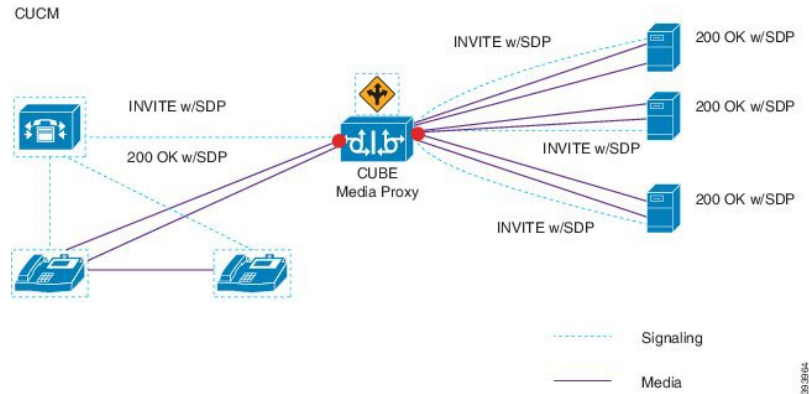 CUCM
INVITE w/SDP
200 OK w/SDP
INVITE w/SDP
200 OK w/SDP
INVITE w/SDP
200 OK w/SDP
CUBE
Media Proxy
200 OK w/SDP
INVITE w/SDP
Signaling
Media
393964